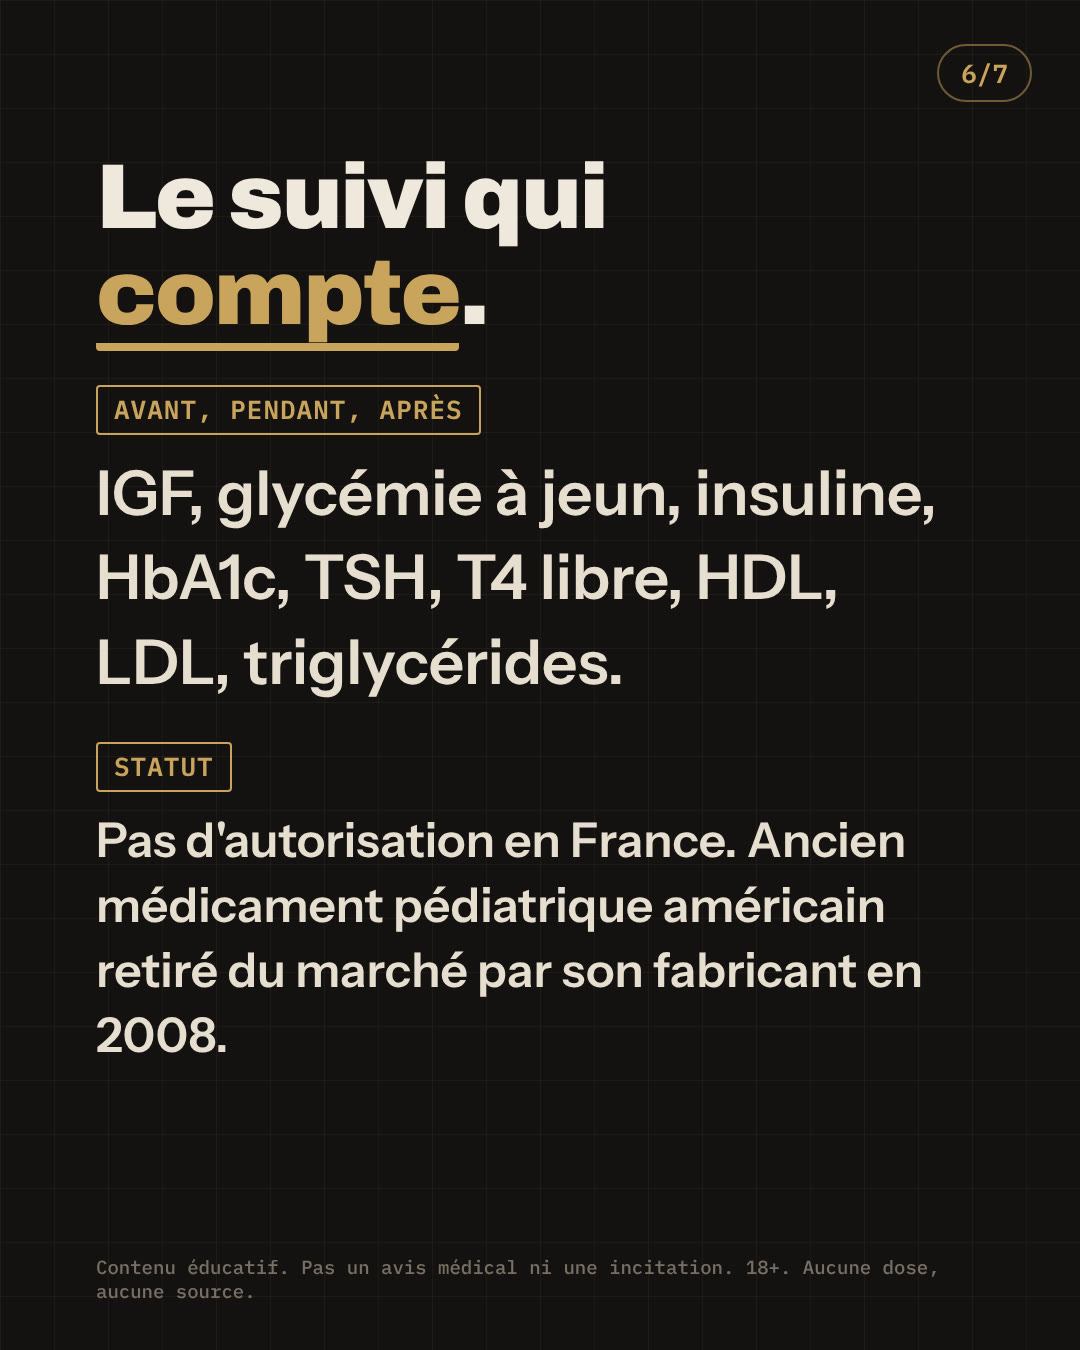 6/7
Le suivi qui
compte.
AVANT, PENDANT, APRÈS
IGF, glycémie à jeun, insuline,
HbA1c, TSH, T4 libre, HDL,
LDL, triglycérides.
STATUT
Pas d'autorisation en France. Ancien
médicament pédiatrique américain
retiré du marché par son fabricant en
2008.
Contenu éducatif. Pas un avis médical ni une incitation. 18+. Aucune dose,
aucune source.